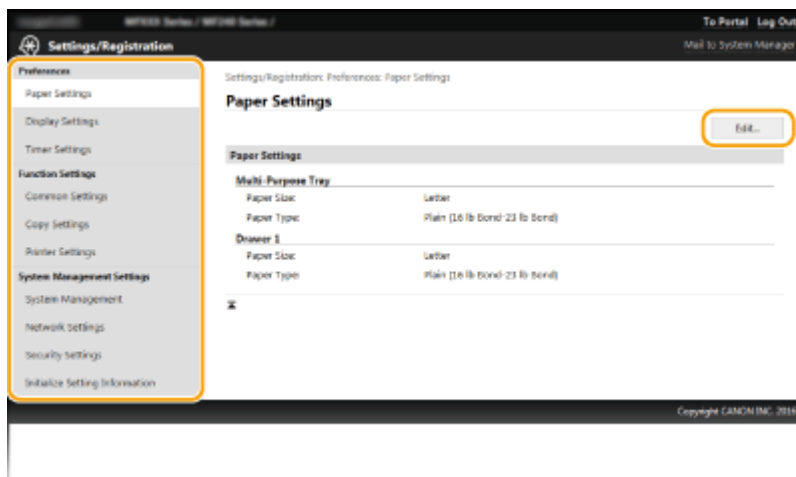 To Portal Log Out
Settings/Registration
Mail to System Manager
Preferences
Paper Settings
Display Settings
Timer Settings
Function Settings
Common Settings
Copy Settings
Printer Settings
System Management Settings
System Management
Network Settings
Security Settings
Initialize Setting Information
Settings/Registration: Preferences: Paper Settings
Paper Settings
Edit...
Paper Settings
Multi-Purpose Tray
Paper Size: Letter
Paper Type: Plain (16 lb Bond-23 lb Bond)
Drawer 1
Paper Size: Letter
Paper Type: Plain (16 lb Bond-23 lb Bond)
Copyright CANON INC. 2016